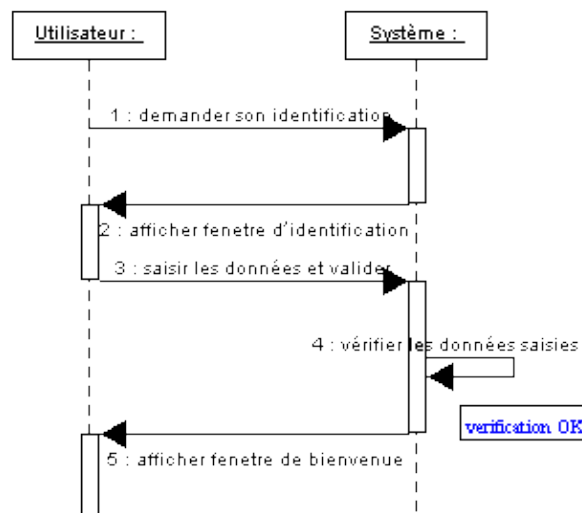 Utilisateur :
Système :
1 : demander son identification
2 : afficher fenetre d'identification
3 : saisir les données et valider
4 : vérifier les données saisies
verification OK
5 : afficher fenetre de bienvenue